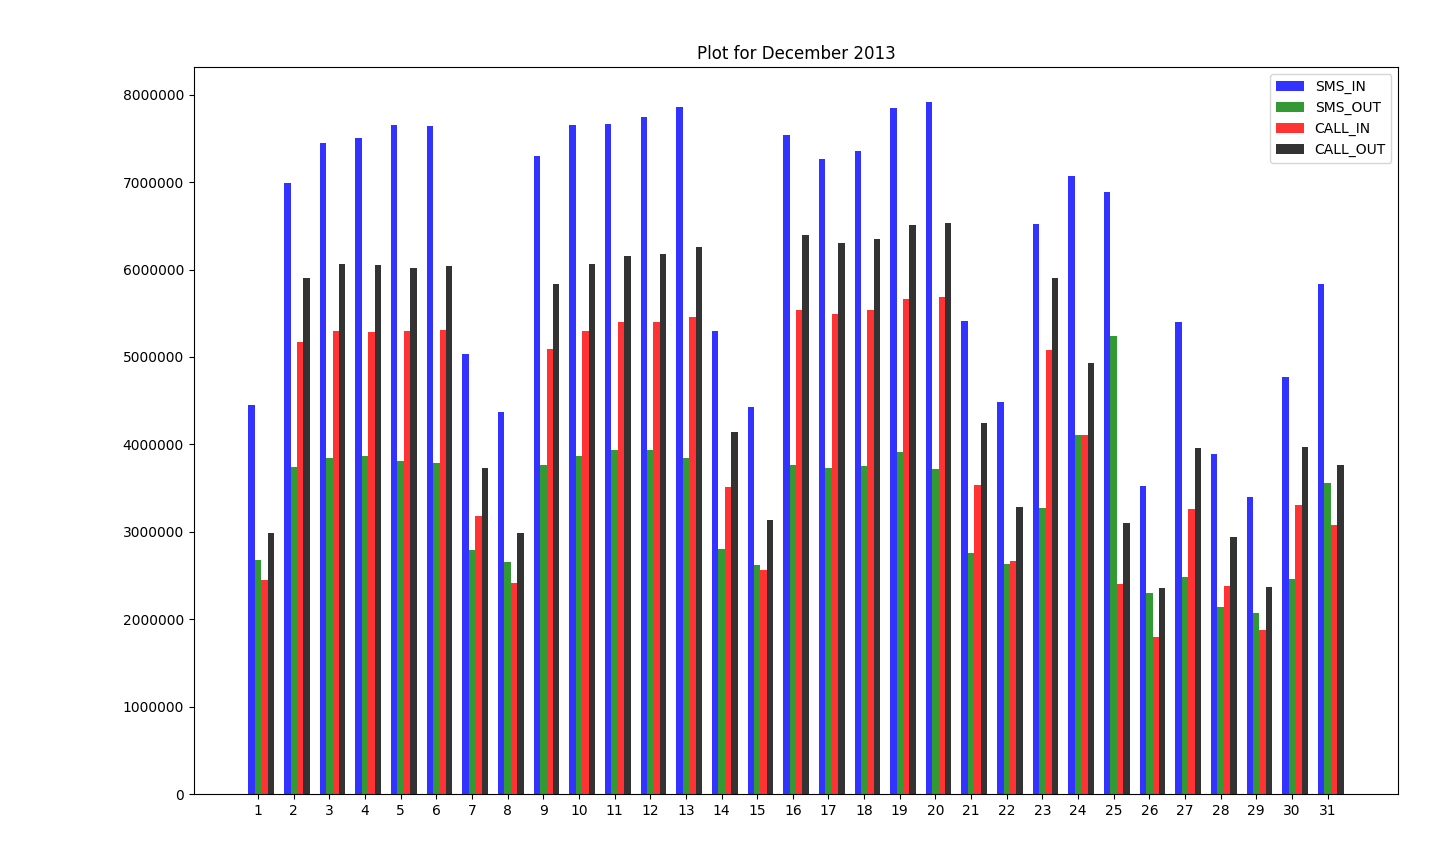 Plot for December 2013
SMS_IN
SMS_OUT
CALL_IN
CALL_OUT
8000000
7000000
6000000
5000000
4000000
3000000
2000000
1000000
0
1 2 3 4 5 6 7 8 9 10 11 12 13 14 15 16 17 18 19 20 21 22 23 24 25 26 27 28 29 30 31